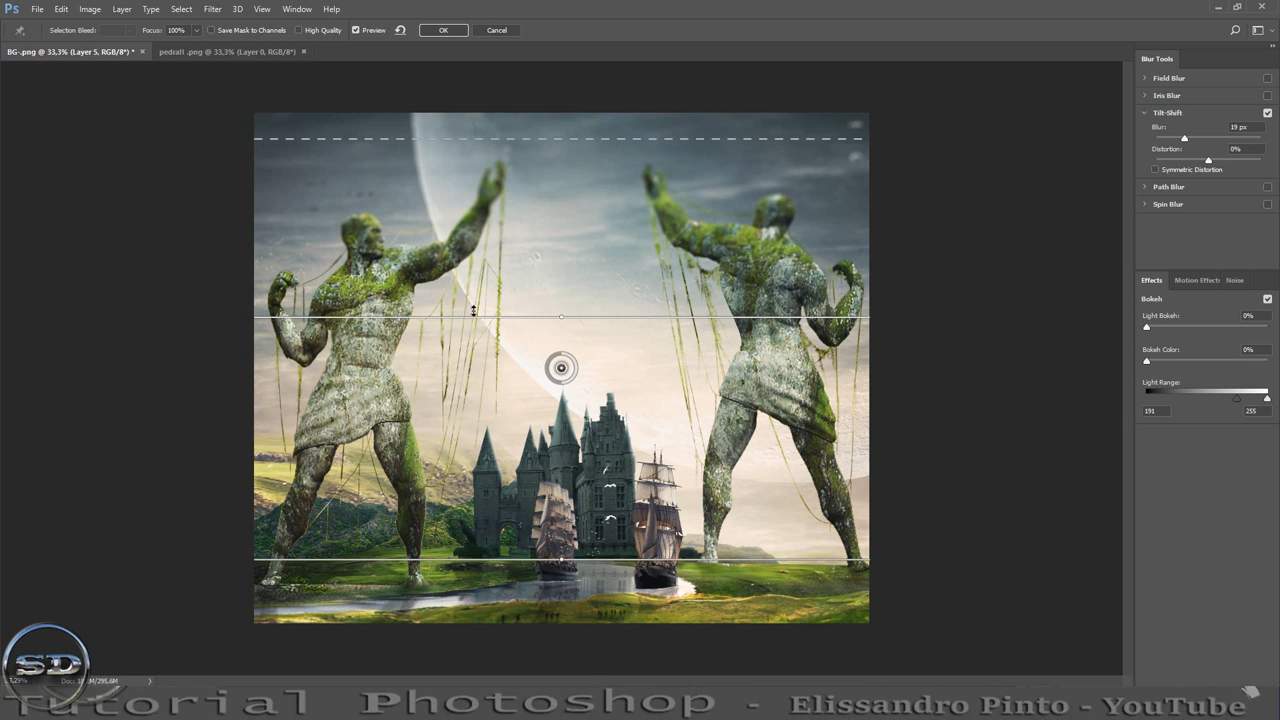 Ps File Edit Image Layer Type Select Filter 3D View Window Help
Selection Bleed: Focus: 100% Save Mask to Channels High Quality Preview OK Cancel
BG-.png @ 33,3% (Layer 5, RGB/8*) * × pedrall .png @ 33,3% (Layer 0, RGB/8*) ×
Blur Tools
Field Blur
Iris Blur
Tilt-Shift
Blur: 19 px
Distortion: 0%
Symmetric Distortion
Path Blur
Spin Blur
Effects Motion Effects Noise
Bokeh
Light Bokeh: 0%
Bokeh Color: 0%
Light Range:
191 255
SD
Tutorial Photoshop - Elissandro Pinto - YouTube